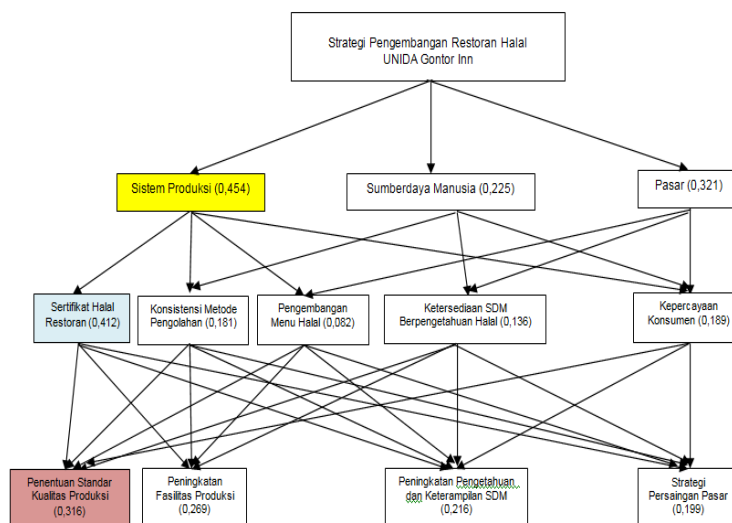 Strategi Pengembangan Restoran Halal
UNIDA Gontor Inn
Sistem Produksi (0,454)
Sumberdaya Manusia (0,225)
Pasar (0,321)
Sertifikat Halal
Restoran (0,412)
Konsistensi Metode
Pengolahan (0,181)
Pengembangan
Menu Halal (0,082)
Ketersediaan SDM
Berpengetahuan Halal (0,136)
Kepercayaan
Konsumen (0,189)
Penentuan Standar
Kualitas Produksi
(0,316)
Peningkatan
Fasilitas Produksi
(0,269)
Peningkatan Pengetahuan
dan Keterampilan SDM
(0,216)
Strategi
Persaingan Pasar
(0,199)